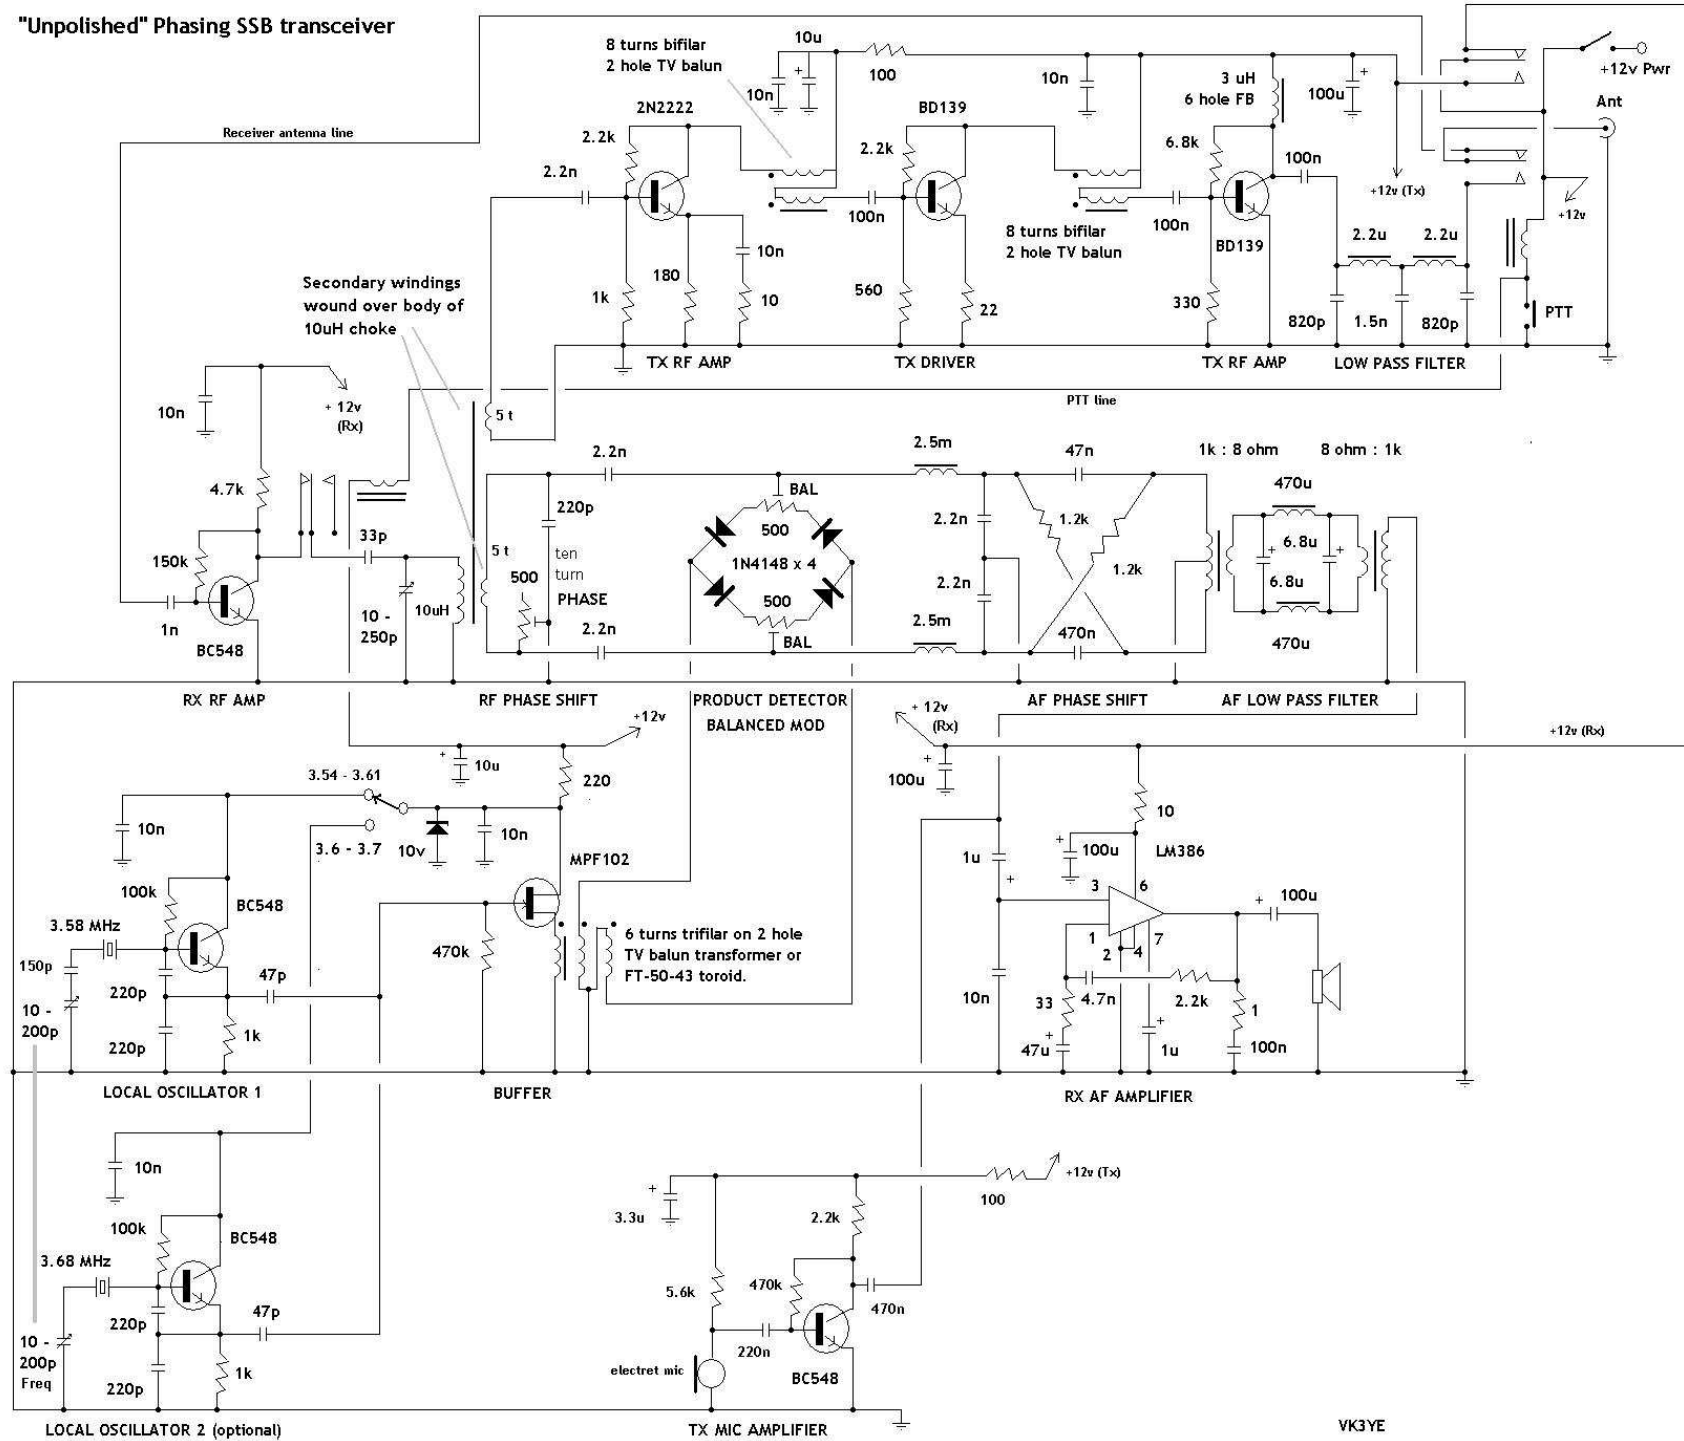 "Unpolished" Phasing SSB transceiver
8 turns bifilar
2 hole TV balun
10u
10n
100
10n
3 uH
6 hole FB
100u
+12v Pwr
Ant
Receiver antenna line
2N2222
BD139
2.2k
2.2k
6.8k
2.2n
100n
100n
100n
+12v (Tx)
+12v
8 turns bifilar
2 hole TV balun
BD139
2.2u
2.2u
10n
180
1k
10
560
22
330
820p
1.5n
820p
PTT
Secondary windings
wound over body of
10uH choke
TX RF AMP
TX DRIVER
TX RF AMP
LOW PASS FILTER
10n
+ 12v
(Rx)
5 t
PTT line
4.7k
2.2n
2.5m
47n
1k : 8 ohm
8 ohm : 1k
470u
220p
BAL
500
2.2n
1.2k
6.8u
33p
150k
5 t
ten
turn
500
PHASE
1N4148 x 4
500
2.2n
1.2k
6.8u
1n
BC548
10 -
250p
10uH
2.2n
BAL
2.5m
470n
470u
RX RF AMP
RF PHASE SHIFT
PRODUCT DETECTOR
BALANCED MOD
AF PHASE SHIFT
AF LOW PASS FILTER
+12v
+ 12v
(Rx)
+12v (Rx)
10u
220
100u
3.54 - 3.61
10
10n
3.6 - 3.7
10v
10n
MPF102
1u
100u
LM386
100k
BC548
3
6
100u
3.58 MHz
1
2
4
7
150p
220p
47p
470k
6 turns trifilar on 2 hole
TV balun transformer or
FT-50-43 toroid.
10 -
200p
10n
33
4.7n
2.2k
1
220p
1k
47u
1u
100n
LOCAL OSCILLATOR 1
BUFFER
RX AF AMPLIFIER
10n
+12v (Tx)
100
100k
BC548
3.3u
2.2k
3.68 MHz
5.6k
470k
470n
220p
47p
10 -
200p
Freq
1k
220n
electret mic
BC548
220p
LOCAL OSCILLATOR 2 (optional)
TX MIC AMPLIFIER
VK3YE